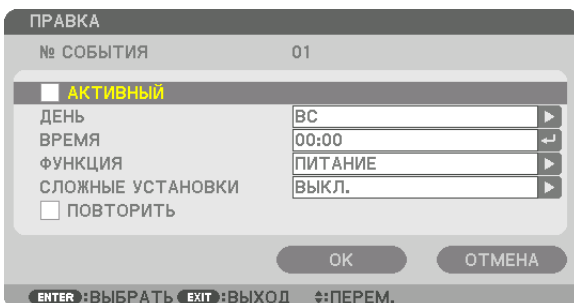 ПРАВКА
№ СОБЫТИЯ 01
АКТИВНЫЙ
ДЕНЬ ВС
ВРЕМЯ 00:00
ФУНКЦИЯ ПИТАНИЕ
СЛОЖНЫЕ УСТАНОВКИ ВЫКЛ.
ПОВТОРИТЬ
OK ОТМЕНА
ENTER :ВЫБРАТЬ EXIT :ВЫХОД :ПЕРЕМ.